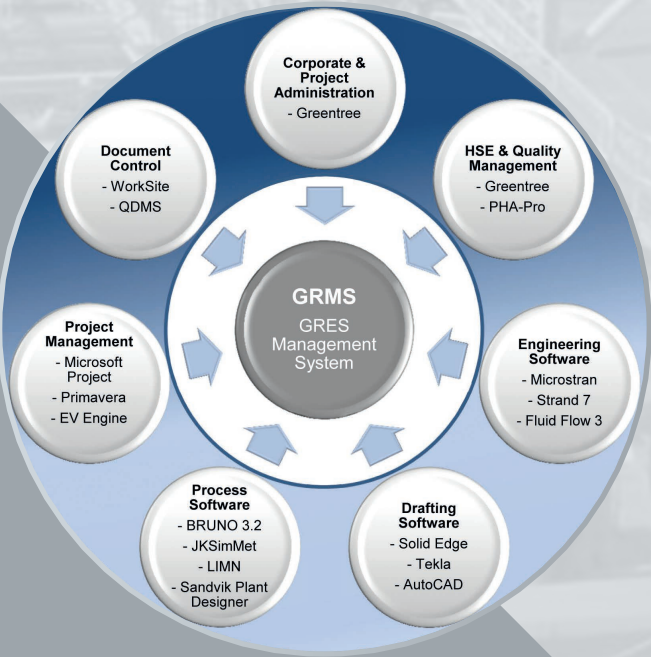 Corporate &
Project
Administration
- Greentree
HSE & Quality
Management
- Greentree
- PHA-Pro
Engineering
Software
- Microstran
- Strand 7
- Fluid Flow 3
Drafting
Software
- Solid Edge
- Tekla
- AutoCAD
Process
Software
- BRUNO 3.2
- JKSimMet
- LIMN
- Sandvik Plant
Designer
Project
Management
- Microsoft
Project
- Primavera
- EV Engine
Document
Control
- WorkSite
- QDMS
GRMS
GRES
Management
System